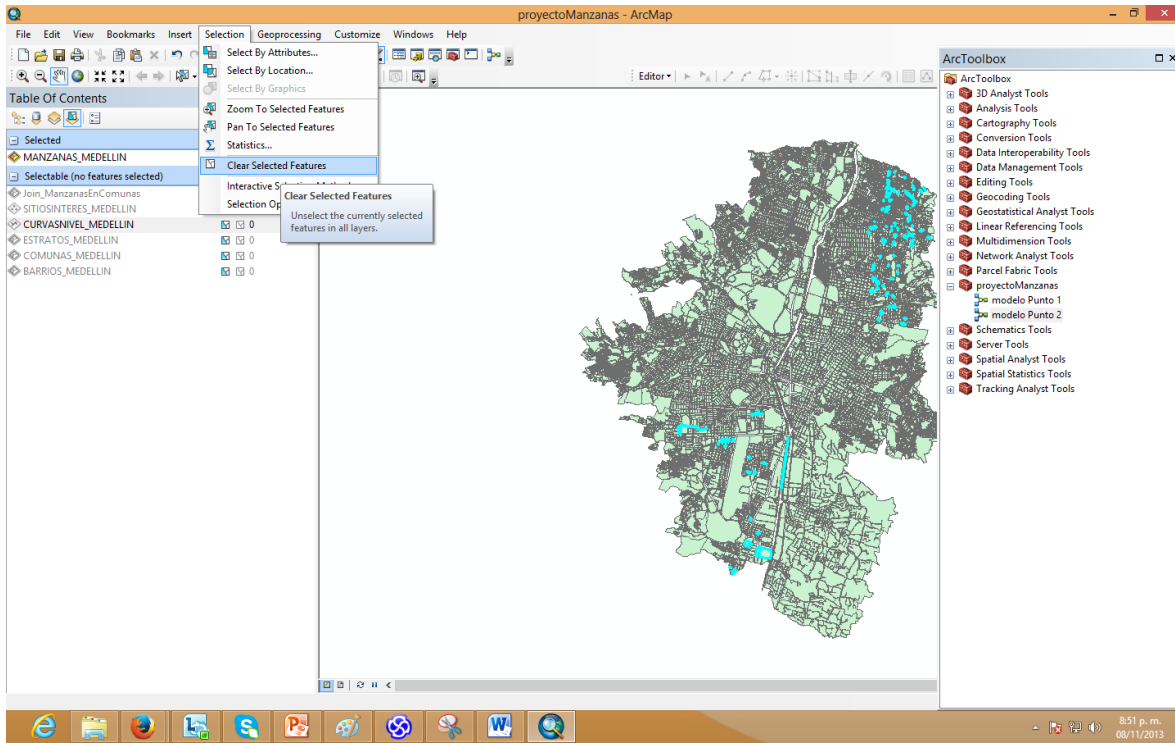 proyectoManzanas - ArcMap
File Edit View Bookmarks Insert Selection Geoprocessing Customize Windows Help
Select By Attributes...
Select By Location...
Select By Graphics
Zoom To Selected Features
Pan To Selected Features
Statistics...
Clear Selected Features
Interactive
Selection
Clear Selected Features
Unselect the currently selected
features in all layers.
Editor
Table Of Contents
Selected
MANZANAS_MEDELLIN
Selectable (no features selected)
Join_ManzanasEnComunas
SITIOSINTERES_MEDELLIN
CURVASNIVEL_MEDELLIN 0
ESTRATOS_MEDELLIN 0
COMUNAS_MEDELLIN 0
BARRIOS_MEDELLIN 0
ArcToolbox
ArcToolbox
3D Analyst Tools
Analysis Tools
Cartography Tools
Conversion Tools
Data Interoperability Tools
Data Management Tools
Editing Tools
Geocoding Tools
Geostatistical Analyst Tools
Linear Referencing Tools
Multidimension Tools
Network Analyst Tools
Parcel Fabric Tools
proyectoManzanas
modelo Punto 1
modelo Punto 2
Schematics Tools
Server Tools
Spatial Analyst Tools
Spatial Statistics Tools
Tracking Analyst Tools
8:51 p. m.
08/11/2013